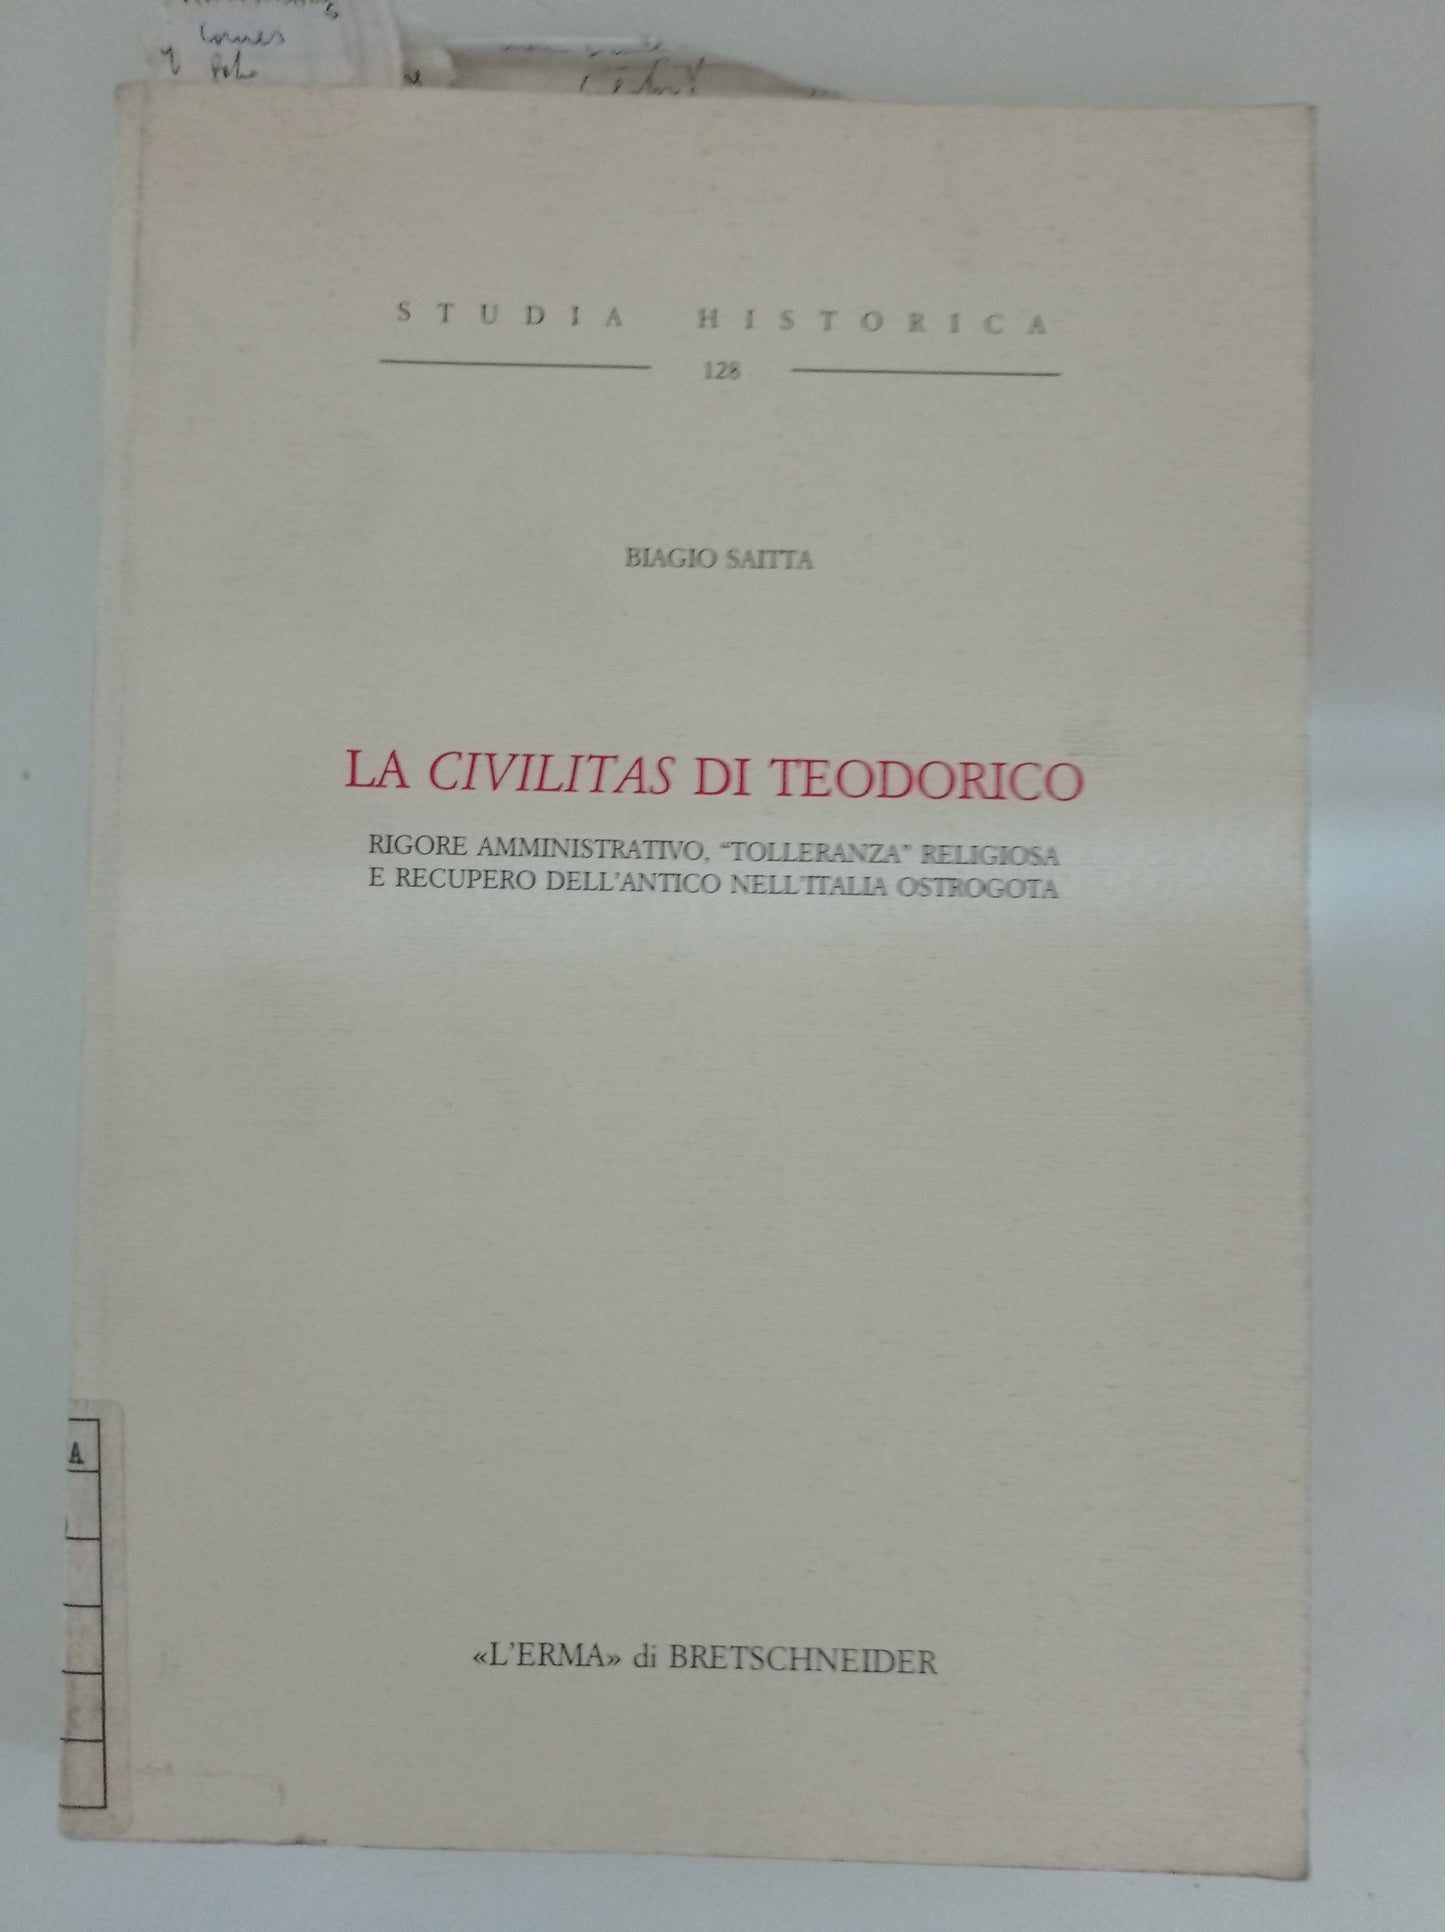 STUDIA HISTORICA
128
BIAGIO SAITTA
LA CIVILITAS DI TEODORICO
RIGORE AMMINISTRATIVO, “TOLLERANZA” RELIGIOSA
E RECUPERO DELL'ANTICO NELL'ITALIA OSTROGOTA
A
«L'ERMA» di BRETSCHNEIDER